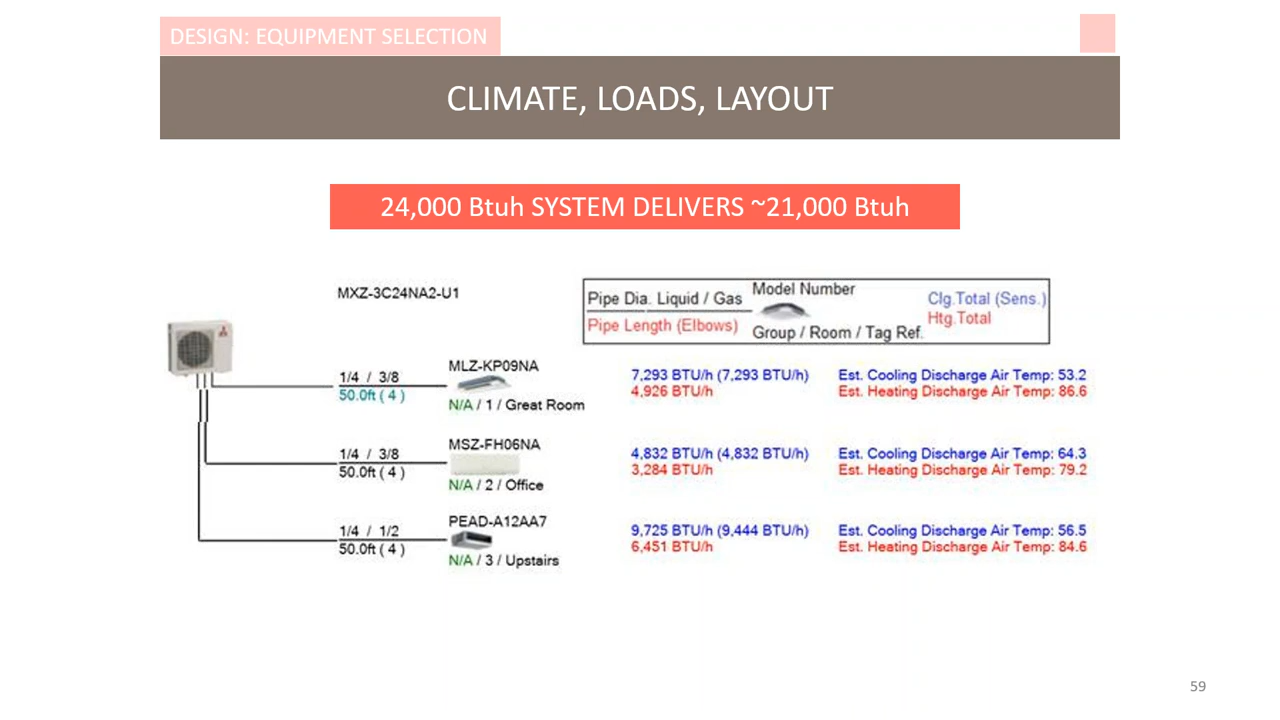 DESIGN: EQUIPMENT SELECTION
CLIMATE, LOADS, LAYOUT
24,000 Btuh SYSTEM DELIVERS ~21,000 Btuh
MXZ-3C24NA2-U1
Pipe Dia. Liquid / Gas
Pipe Length (Elbows)
Model Number
Group / Room / Tag Ref.
Clg.Total (Sens.)
Htg.Total
MLZ-KP09NA
1/4 / 3/8
50.0ft ( 4 )
N/A / 1 / Great Room
7,293 BTU/h (7,293 BTU/h)
4,926 BTU/h
Est. Cooling Discharge Air Temp: 53.2
Est. Heating Discharge Air Temp: 86.6
MSZ-FH06NA
1/4 / 3/8
50.0ft ( 4 )
N/A / 2 / Office
4,832 BTU/h (4,832 BTU/h)
3,284 BTU/h
Est. Cooling Discharge Air Temp: 64.3
Est. Heating Discharge Air Temp: 79.2
PEAD-A12AA7
1/4 / 1/2
50.0ft ( 4 )
N/A / 3 / Upstairs
9,725 BTU/h (9,444 BTU/h)
6,451 BTU/h
Est. Cooling Discharge Air Temp: 56.5
Est. Heating Discharge Air Temp: 84.6
59